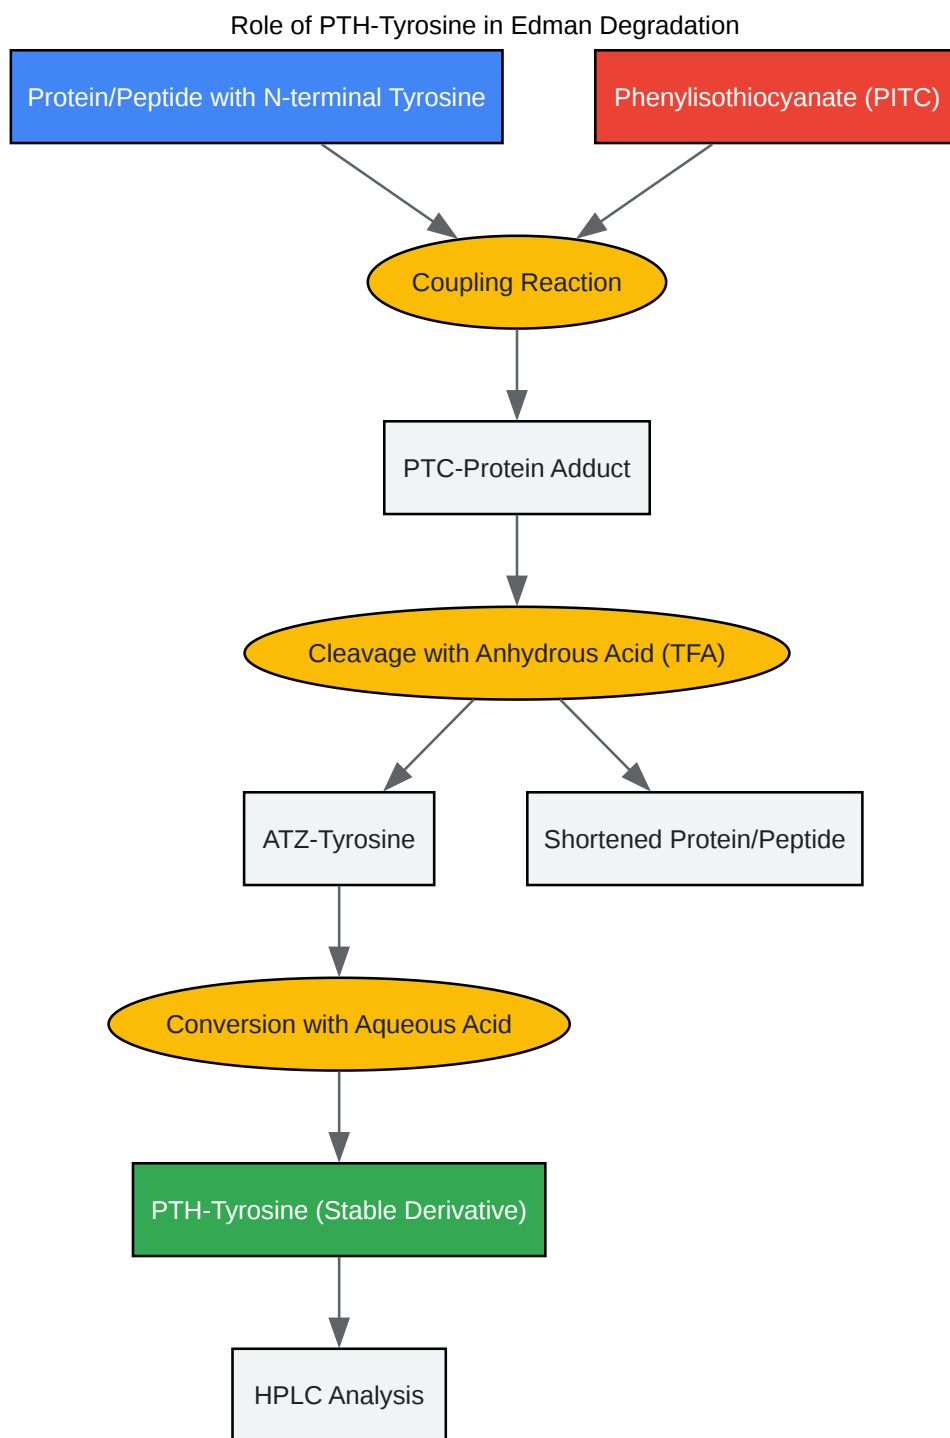 Role of PTH-Tyrosine in Edman Degradation
Protein/Peptide with N-terminal Tyrosine
Phenylisothiocyanate (PITC)
Coupling Reaction
PTC-Protein Adduct
Cleavage with Anhydrous Acid (TFA)
ATZ-Tyrosine
Shortened Protein/Peptide
Conversion with Aqueous Acid
PTH-Tyrosine (Stable Derivative)
HPLC Analysis